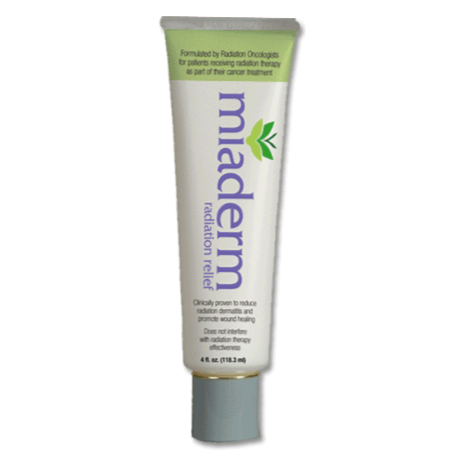 Formulated by Radiation Oncologists
for patients receiving radiation therapy
as part of their cancer treatment
miaderm
radiation relief
Clinically proven to reduce
radiation dermatitis and
promote wound healing
Does not interfere
with radiation therapy
effectiveness
4 fl. oz. (118.3 ml)